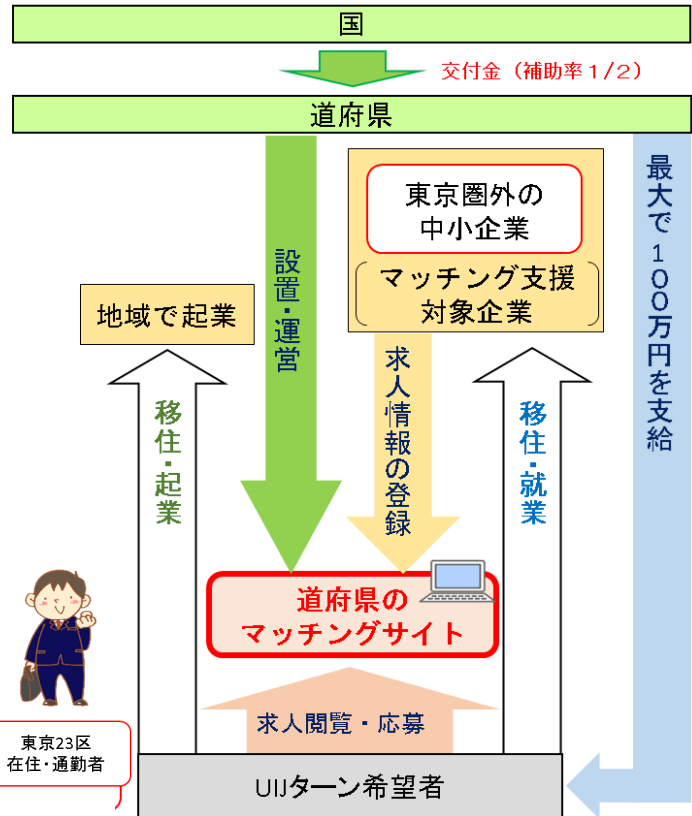 国
交付金（補助率１/２）
道府県
最大で１００万円を支給
東京圏外の
中小企業
マッチング支援
対象企業
設置・運営
地域で起業
求人情報の登録
移住・起業
移住・就業
道府県の
マッチングサイト
求人閲覧・応募
東京23区
在住・通勤者
UIJターン希望者